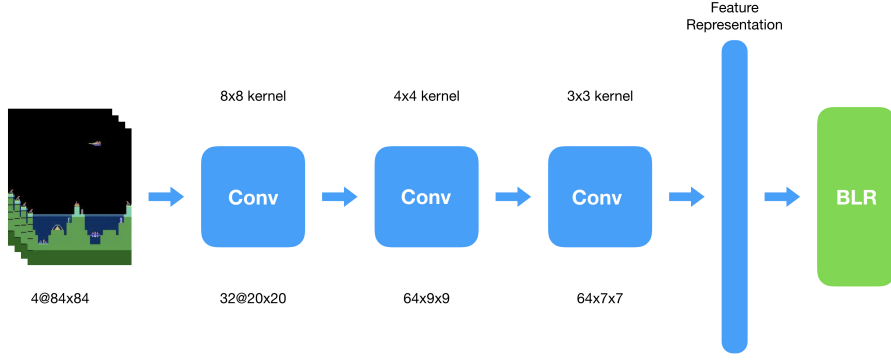 Feature
Representation
8x8 kernel
4x4 kernel
3x3 kernel
Conv
Conv
Conv
BLR
4@84x84
32@20x20
64x9x9
64x7x7